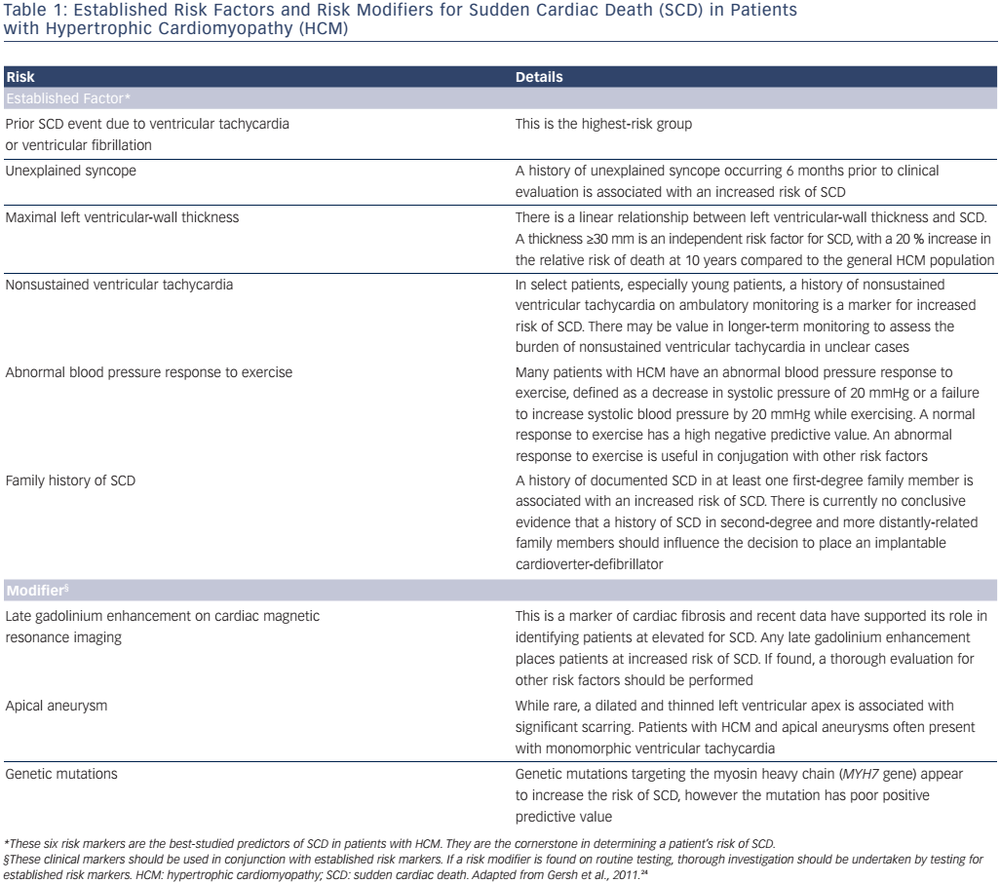 Table 1: Established Risk Factors and Risk Modifiers for Sudden Cardiac Death (SCD) in Patients
with Hypertrophic Cardiomyopathy (HCM)
Risk Details
Established Factor*
Prior SCD event due to ventricular tachycardia
or ventricular fibrillation
This is the highest-risk group
Unexplained syncope
A history of unexplained syncope occurring 6 months prior to clinical
evaluation is associated with an increased risk of SCD
Maximal left ventricular-wall thickness
There is a linear relationship between left ventricular-wall thickness and SCD.
A thickness ≥30 mm is an independent risk factor for SCD, with a 20 % increase in
the relative risk of death at 10 years compared to the general HCM population
Nonsustained ventricular tachycardia
In select patients, especially young patients, a history of nonsustained
ventricular tachycardia on ambulatory monitoring is a marker for increased
risk of SCD. There may be value in longer-term monitoring to assess the
burden of nonsustained ventricular tachycardia in unclear cases
Abnormal blood pressure response to exercise
Many patients with HCM have an abnormal blood pressure response to
exercise, defined as a decrease in systolic pressure of 20 mmHg or a failure
to increase systolic blood pressure by 20 mmHg while exercising. A normal
response to exercise has a high negative predictive value. An abnormal
response to exercise is useful in conjugation with other risk factors
Family history of SCD
A history of documented SCD in at least one first-degree family member is
associated with an increased risk of SCD. There is currently no conclusive
evidence that a history of SCD in second-degree and more distantly-related
family members should influence the decision to place an implantable
cardioverter-defibrillator
Modifier§
Late gadolinium enhancement on cardiac magnetic
resonance imaging
This is a marker of cardiac fibrosis and recent data have supported its role in
identifying patients at elevated for SCD. Any late gadolinium enhancement
places patients at increased risk of SCD. If found, a thorough evaluation for
other risk factors should be performed
Apical aneurysm
While rare, a dilated and thinned left ventricular apex is associated with
significant scarring. Patients with HCM and apical aneurysms often present
with monomorphic ventricular tachycardia
Genetic mutations
Genetic mutations targeting the myosin heavy chain (MYH7 gene) appear
to increase the risk of SCD, however the mutation has poor positive
predictive value
*These six risk markers are the best-studied predictors of SCD in patients with HCM. They are the cornerstone in determining a patient's risk of SCD.
§These clinical markers should be used in conjunction with established risk markers. If a risk modifier is found on routine testing, thorough investigation should be undertaken by testing for
established risk markers. HCM: hypertrophic cardiomyopathy; SCD: sudden cardiac death. Adapted from Gersh et al., 2011.²⁴